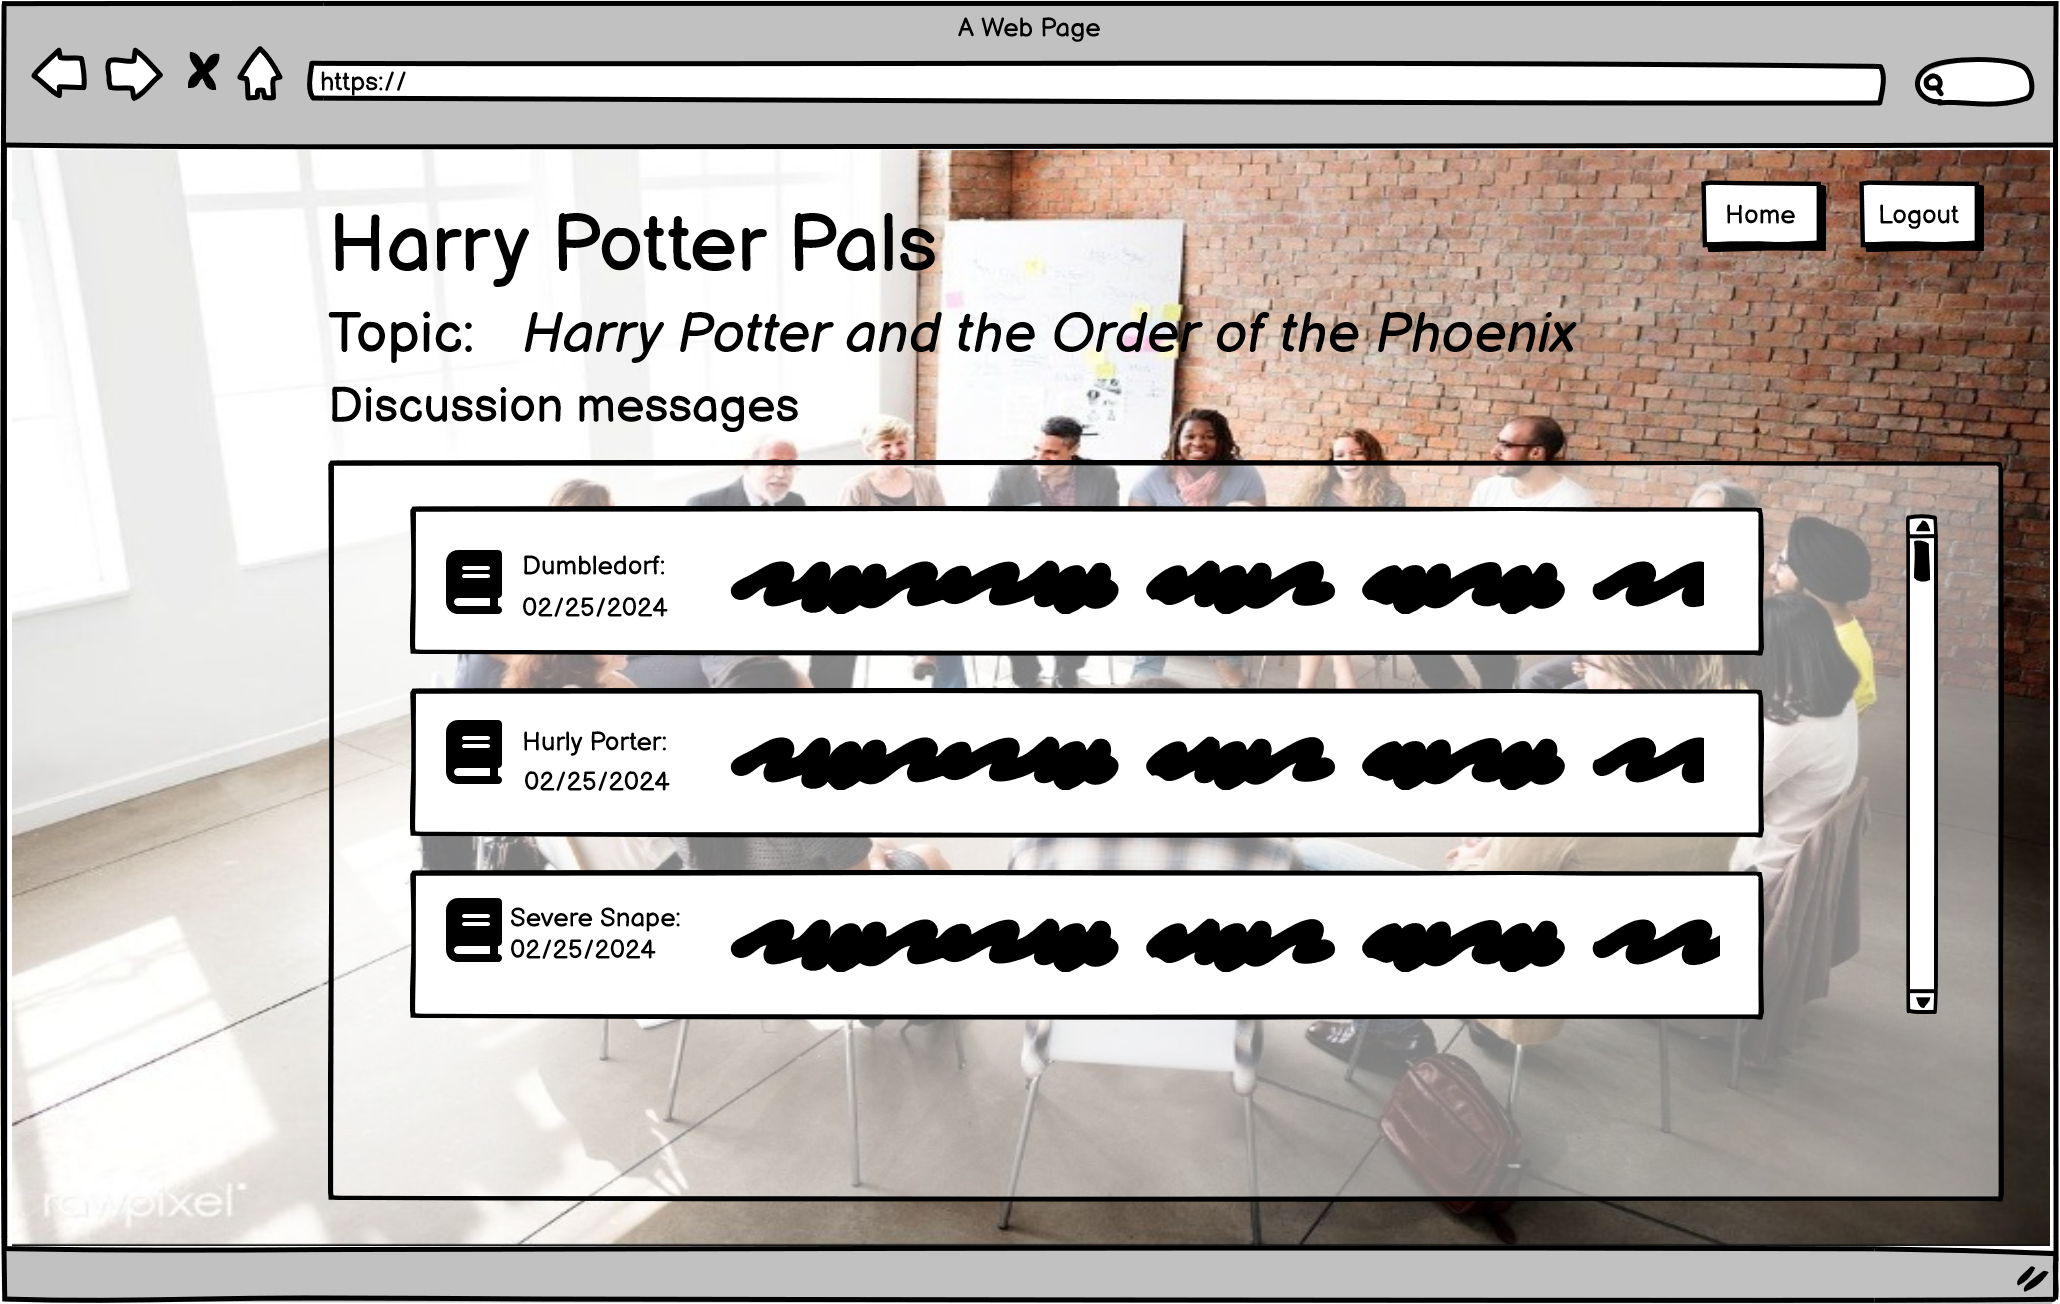 A Web Page
https://
Home
Logout
Harry Potter Pals
Topic: Harry Potter and the Order of the Phoenix
Discussion messages
Dumbledorf:
02/25/2024
Hurly Porter:
02/25/2024
Severe Snape:
02/25/2024
rawpixel